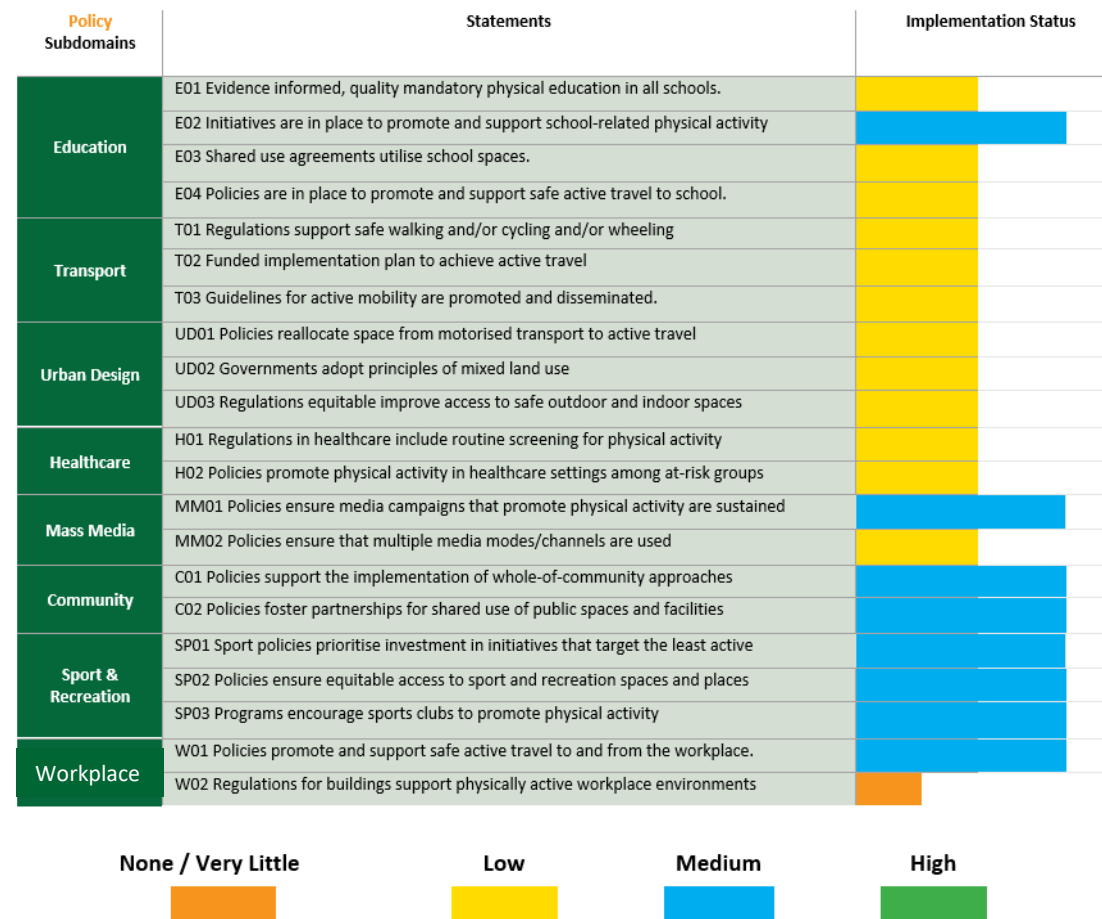 Policy
Subdomains
Statements
Implementation Status
Education
E01 Evidence informed, quality mandatory physical education in all schools.
E02 Initiatives are in place to promote and support school-related physical activity
E03 Shared use agreements utilise school spaces.
E04 Policies are in place to promote and support safe active travel to school.
Transport
T01 Regulations support safe walking and/or cycling and/or wheeling
T02 Funded implementation plan to achieve active travel
T03 Guidelines for active mobility are promoted and disseminated.
Urban Design
UD01 Policies reallocate space from motorised transport to active travel
UD02 Governments adopt principles of mixed land use
UD03 Regulations equitable improve access to safe outdoor and indoor spaces
Healthcare
H01 Regulations in healthcare include routine screening for physical activity
H02 Policies promote physical activity in healthcare settings among at-risk groups
Mass Media
MM01 Policies ensure media campaigns that promote physical activity are sustained
MM02 Policies ensure that multiple media modes/channels are used
Community
C01 Policies support the implementation of whole-of-community approaches
C02 Policies foster partnerships for shared use of public spaces and facilities
Sport &
Recreation
SP01 Sport policies prioritise investment in initiatives that target the least active
SP02 Policies ensure equitable access to sport and recreation spaces and places
SP03 Programs encourage sports clubs to promote physical activity
Workplace
W01 Policies promote and support safe active travel to and from the workplace.
W02 Regulations for buildings support physically active workplace environments
None / Very Little
Low
Medium
High